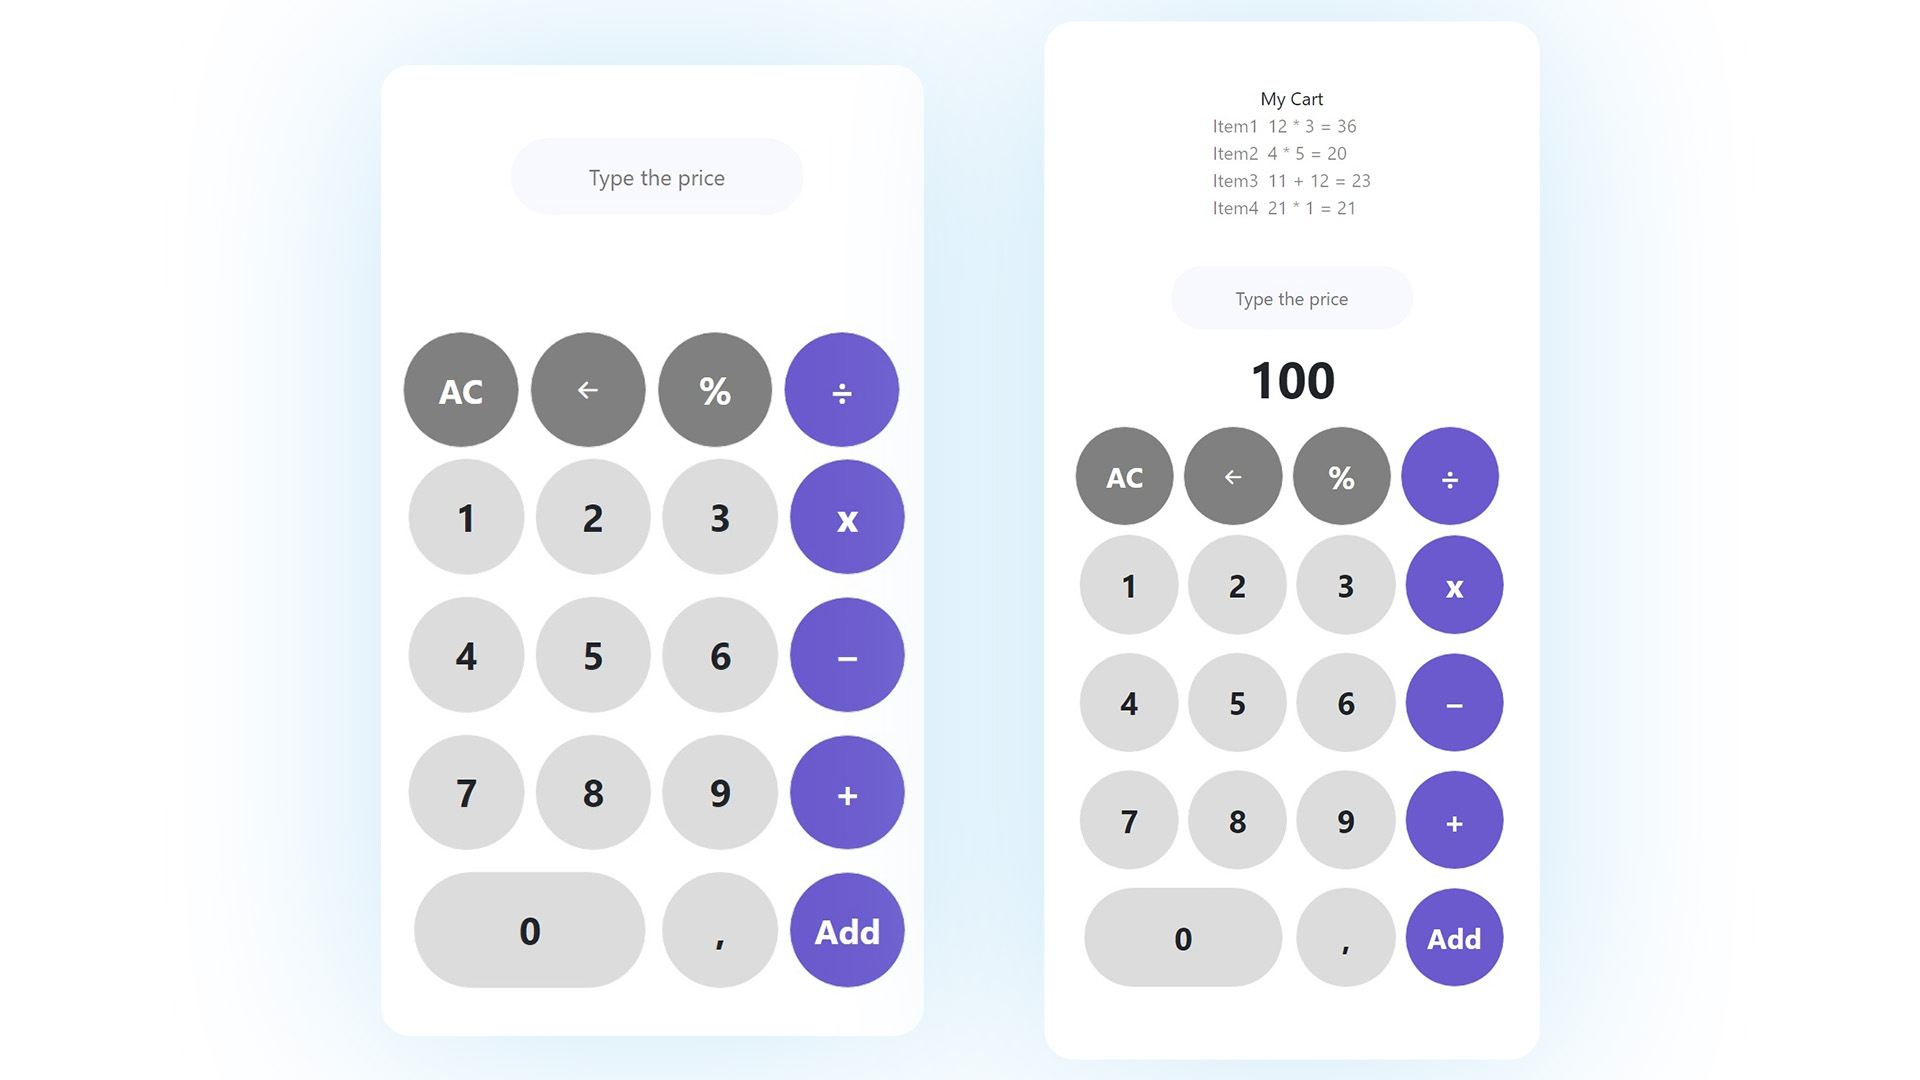 Type the price
AC ← % ÷
1 2 3 x
4 5 6 −
7 8 9 +
0 , Add
My Cart
Item1 12 * 3 = 36
Item2 4 * 5 = 20
Item3 11 + 12 = 23
Item4 21 * 1 = 21
Type the price
100
AC ← % ÷
1 2 3 x
4 5 6 −
7 8 9 +
0 , Add